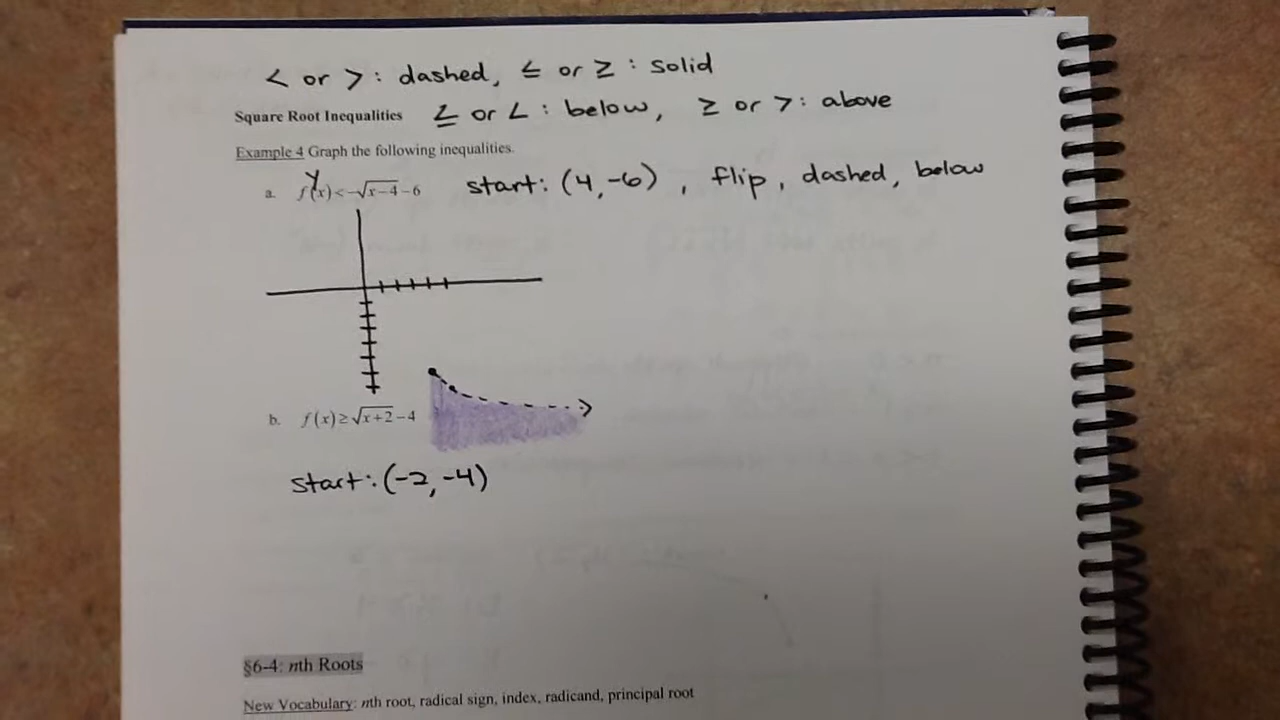 < or >: dashed, ≤ or ≥: solid
Square Root Inequalities ≤ or <: below, ≥ or >: above
Example 4 Graph the following inequalities.
a. f(x) < -√x-4 - 6 y start: (4,-6), flip, dashed, below
b. f(x) ≥ √x+2 - 4
start: (-2,-4)
§6-4: nth Roots
New Vocabulary: nth root, radical sign, index, radicand, principal root